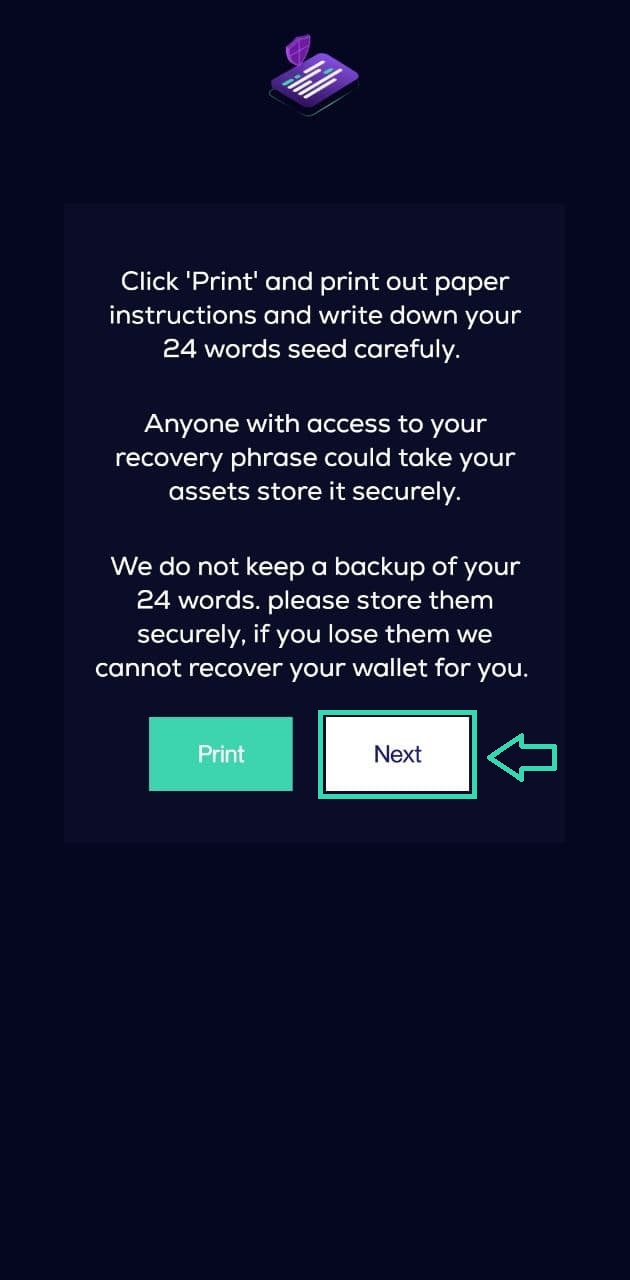 Click 'Print' and print out paper
instructions and write down your
24 words seed carefuly.
Anyone with access to your
recovery phrase could take your
assets store it securely.
We do not keep a backup of your
24 words. please store them
securely, if you lose them we
cannot recover your wallet for you.
Print
Next